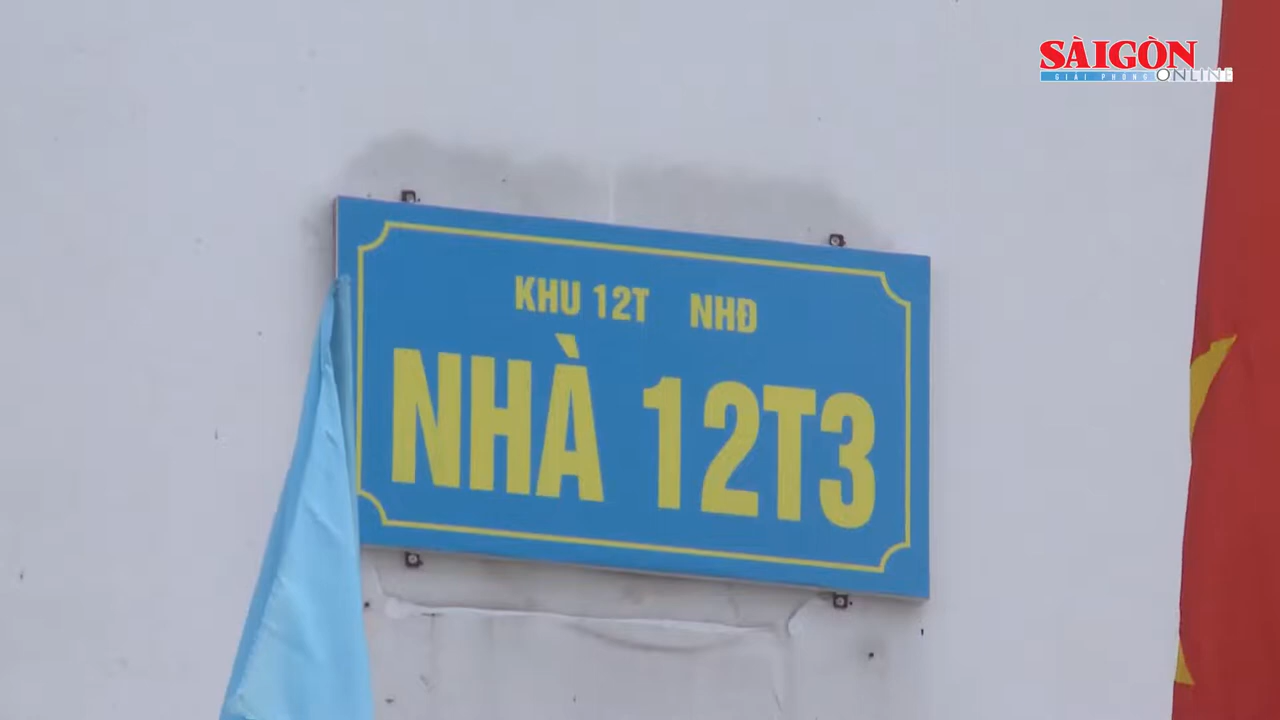 SÀI GÒN
GIẢI PHÓNG ONLINE
KHU 12T NHĐ
NHÀ 12T3